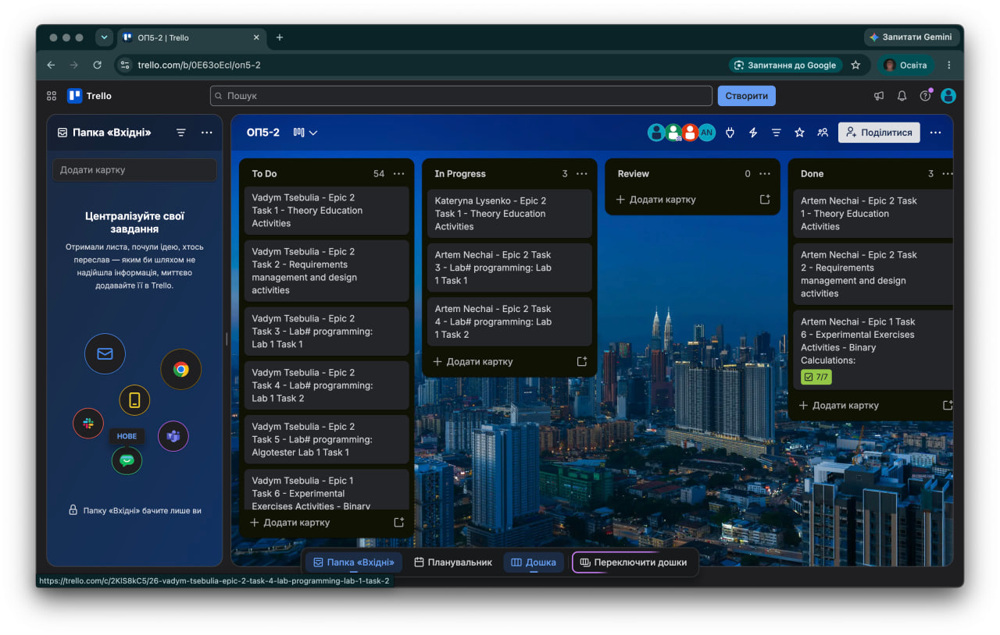 ОП5-2 | Trello
Запитати Gemini
trello.com/b/0E63oEcl/оп5-2
Запитання до Google
Освіта
Trello
Пошук
Створити
Папка «Вхідні»
Додати картку
Централізуйте свої
завдання
Отримали листа, почули ідею, хтось
переслав — яким би шляхом не
надійшла інформація, миттєво
додавайте її в Trello.
НОВЕ
Папку «Вхідні» бачите лише ви
ОП5-2
AN
Поділитися
To Do
54
Vadym Tsebulia - Epic 2
Task 1 - Theory Education
Activities
Vadym Tsebulia - Epic 2
Task 2 - Requirements
management and design
activities
Vadym Tsebulia - Epic 2
Task 3 - Lab# programming:
Lab 1 Task 1
Vadym Tsebulia - Epic 2
Task 4 - Lab# programming:
Lab 1 Task 2
Vadym Tsebulia - Epic 2
Task 5 - Lab# programming:
Algotester Lab 1 Task 1
Vadym Tsebulia - Epic 1
Task 6 - Experimental
Exercises Activities - Binary
Додати картку
In Progress
3
Kateryna Lysenko - Epic 2
Task 1 - Theory Education
Activities
Artem Nechai - Epic 2 Task
3 - Lab# programming: Lab
1 Task 1
Artem Nechai - Epic 2 Task
4 - Lab# programming: Lab
1 Task 2
Додати картку
Review
0
Додати картку
Done
3
Artem Nechai - Epic 2 Task
1 - Theory Education
Activities
Artem Nechai - Epic 2 Task
2 - Requirements
management and design
activities
Artem Nechai - Epic 1 Task
6 - Experimental Exercises
Activities - Binary
Calculations:
7/7
Додати картку
Папка «Вхідні»
Планувальник
Дошка
Переключити дошки
https://trello.com/c/2KlS8kC5/26-vadym-tsebulia-epic-2-task-4-lab-programming-lab-1-task-2